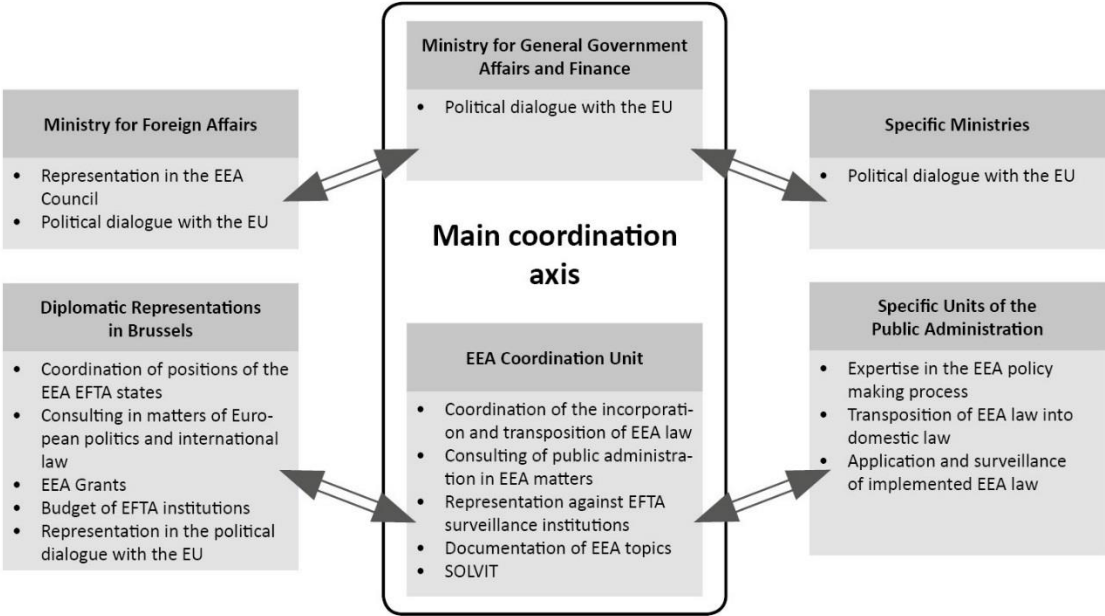 Ministry for General Government
Affairs and Finance
• Political dialogue with the EU
Ministry for Foreign Affairs
• Representation in the EEA
Council
• Political dialogue with the EU
Specific Ministries
• Political dialogue with the EU
Main coordination
axis
Diplomatic Representations
in Brussels
• Coordination of positions of the
EEA EFTA states
• Consulting in matters of Euro-
pean politics and international
law
• EEA Grants
• Budget of EFTA institutions
• Representation in the political
dialogue with the EU
EEA Coordination Unit
• Coordination of the incorporati-
on and transposition of EEA law
• Consulting of public administra-
tion in EEA matters
• Representation against EFTA
surveillance institutions
• Documentation of EEA topics
• SOLVIT
Specific Units of the
Public Administration
• Expertise in the EEA policy
making process
• Transposition of EEA law into
domestic law
• Application and surveillance
of implemented EEA law